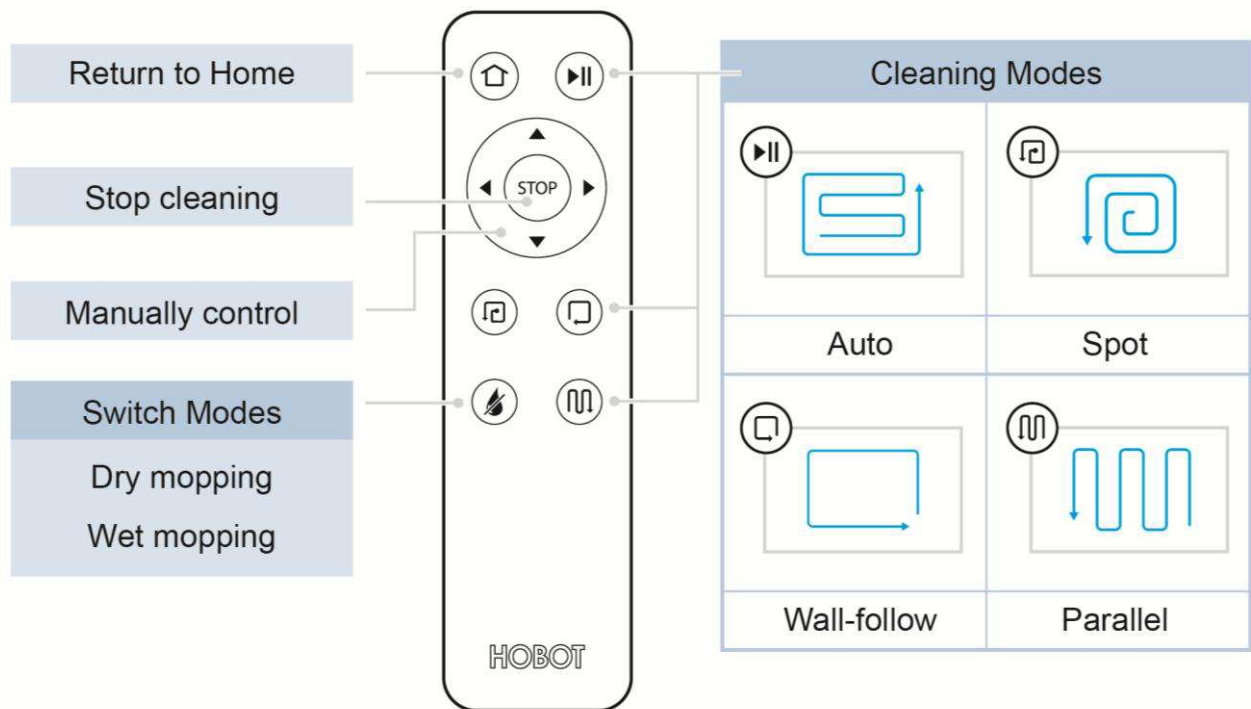 Return to Home
Stop cleaning
Manually control
Switch Modes
Dry mopping
Wet mopping
STOP
HOBOT
Cleaning Modes
Auto
Spot
Wall-follow
Parallel